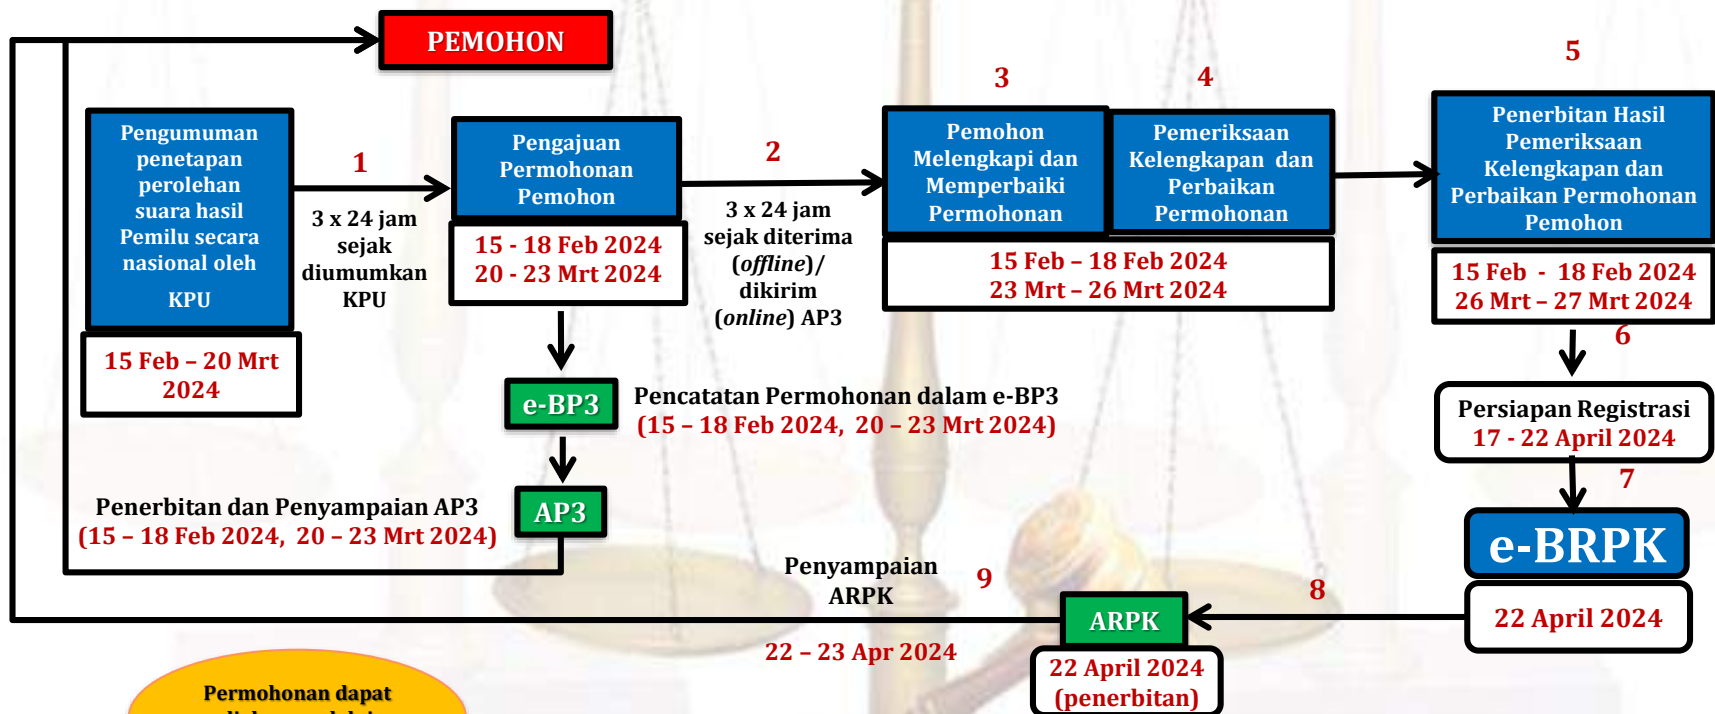 PEMOHON
Pengumuman
penetapan
perolehan
suara hasil
Pemilu secara
nasional oleh
KPU
15 Feb – 20 Mrt
2024
1
3 x 24 jam
sejak
diumumkan
KPU
Pengajuan
Permohonan
Pemohon
15 - 18 Feb 2024
20 - 23 Mrt 2024
2
3 x 24 jam
sejak diterima
(offline)/
dikirim
(online) AP3
3
Pemohon
Melengkapi dan
Memperbaiki
Permohonan
4
Pemeriksaan
Kelengkapan dan
Perbaikan
Permohonan
15 Feb – 18 Feb 2024
23 Mrt – 26 Mrt 2024
5
Penerbitan Hasil
Pemeriksaan
Kelengkapan dan
Perbaikan Permohonan
Pemohon
15 Feb - 18 Feb 2024
26 Mrt – 27 Mrt 2024
6
e-BP3
Pencatatan Permohonan dalam e-BP3
(15 – 18 Feb 2024, 20 – 23 Mrt 2024)
Persiapan Registrasi
17 - 22 April 2024
7
Penerbitan dan Penyampaian AP3
(15 – 18 Feb 2024, 20 – 23 Mrt 2024)
AP3
e-BRPK
22 April 2024
8
ARPK
22 April 2024
(penerbitan)
Penyampaian
ARPK
9
22 – 23 Apr 2024
Permohonan dapat